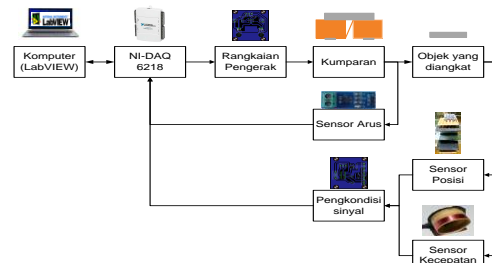 LabVIEW
Komputer
(LabVIEW)
NI-DAQ
6218
Rangkaian
Pengerak
Kumparan
Objek yang
diangkat
Sensor Arus
Pengkondisi
sinyal
Sensor
Posisi
Sensor
Kecepatan